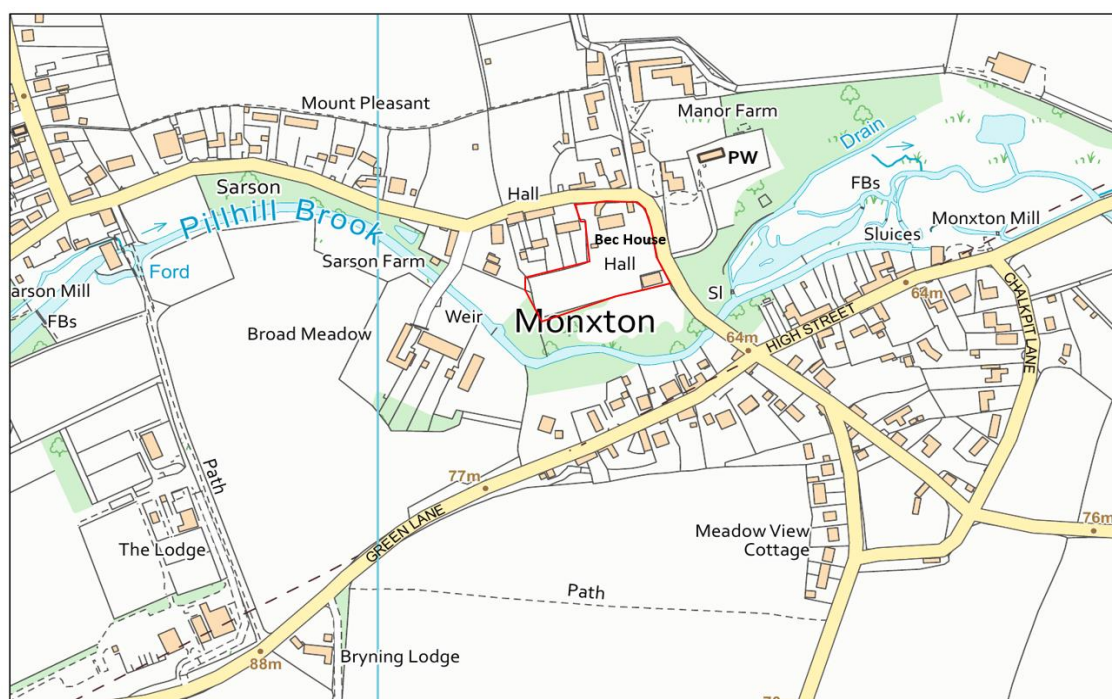 Mount Pleasant
Manor Farm
PW
Drain
Hall
Sarson
Pillhill Brook
FBs
Monxton Mill
Sluices
Bec House
Hall
Sarson Farm
Ford
arson Mill
FBs
Weir
Monxton
Sl
64m
HIGH STREET
64m
CHALKPIT LANE
Broad Meadow
Path
77m
GREEN LANE
76m
The Lodge
Meadow View
Cottage
Path
88m
Bryning Lodge